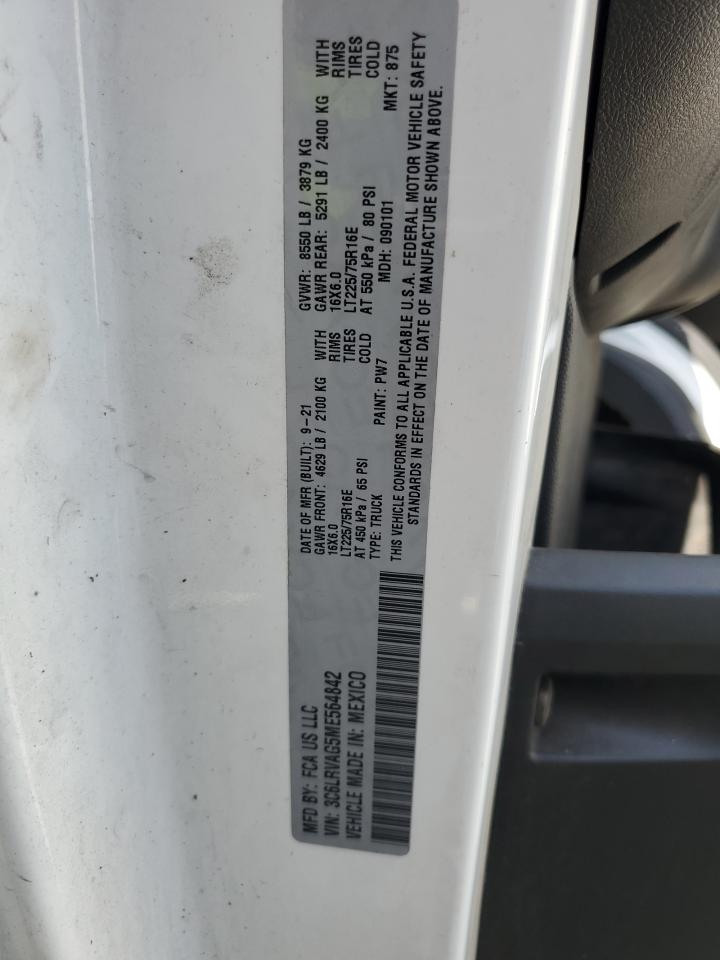 MFD BY: FCA US LLC
VIN: 3C6LRVAG5ME564842
VEHICLE MADE IN: MEXICO
DATE OF MFR (BUILT): 9-21 GVWR: 8550 LB / 3879 KG
GAWR FRONT: 4629 LB / 2100 KG WITH GAWR REAR: 5291 LB / 2400 KG WITH
16X6.0 RIMS 16X6.0 RIMS
LT225/75R16E TIRES LT225/75R16E TIRES
AT 450 kPa / 65 PSI COLD AT 550 kPa / 80 PSI COLD
TYPE: TRUCK PAINT: PW7 MDH: 090101 MKT: 875
THIS VEHICLE CONFORMS TO ALL APPLICABLE U.S.A. FEDERAL MOTOR VEHICLE SAFETY
STANDARDS IN EFFECT ON THE DATE OF MANUFACTURE SHOWN ABOVE.